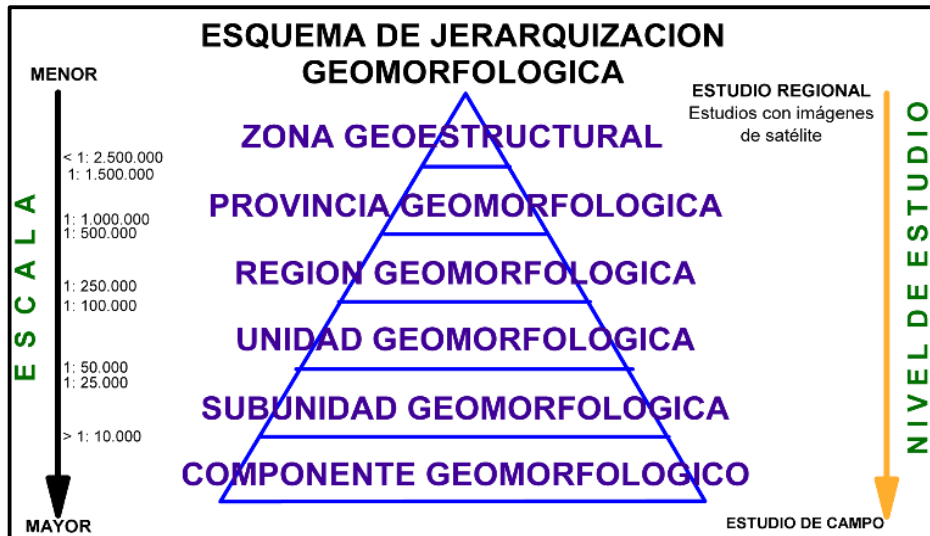 ESQUEMA DE JERARQUIZACION
GEOMORFOLOGICA
MENOR
ESCALA
< 1: 2.500.000
1: 1.500.000
1: 1.000.000
1: 500.000
1: 250.000
1: 100.000
1: 50.000
1: 25.000
> 1: 10.000
MAYOR
ZONA GEOESTRUCTURAL
PROVINCIA GEOMORFOLOGICA
REGION GEOMORFOLOGICA
UNIDAD GEOMORFOLOGICA
SUBUNIDAD GEOMORFOLOGICA
COMPONENTE GEOMORFOLOGICO
ESTUDIO REGIONAL
Estudios con imágenes
de satélite
NIVEL DE ESTUDIO
ESTUDIO DE CAMPO